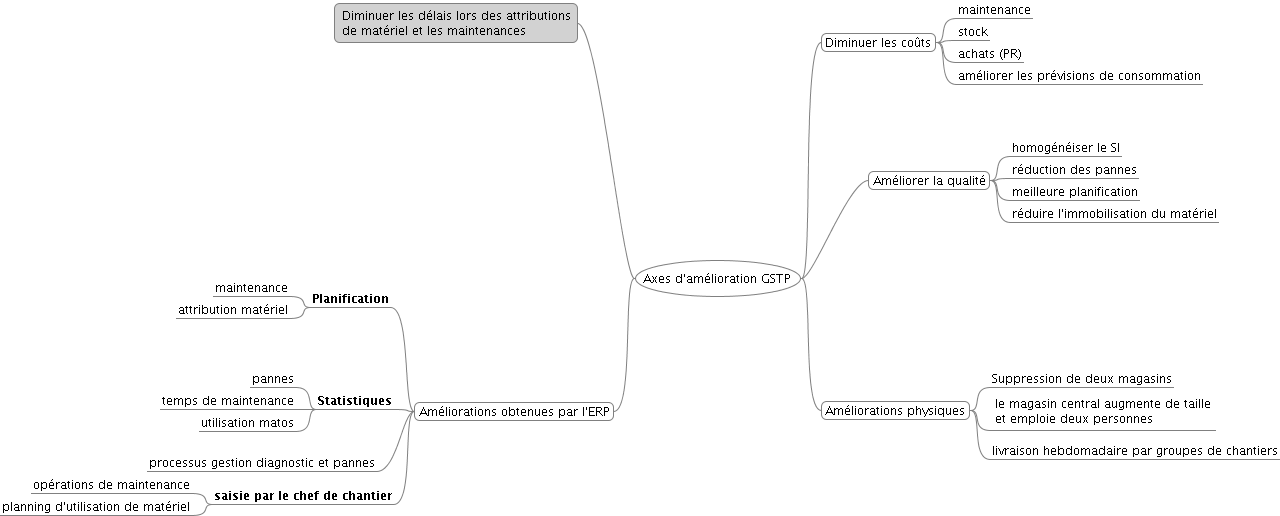 Axes d'amélioration GSTP
Diminuer les délais lors des attributions
de matériel et les maintenances
Diminuer les coûts
maintenance
stock
achats (PR)
améliorer les prévisions de consommation
Améliorer la qualité
homogénéiser le SI
réduction des pannes
meilleure planification
réduire l'immobilisation du matériel
Améliorations physiques
Suppression de deux magasins
le magasin central augmente de taille
et emploie deux personnes
livraison hebdomadaire par groupes de chantiers
Améliorations obtenues par l'ERP
Planification
maintenance
attribution matériel
Statistiques
pannes
temps de maintenance
utilisation matos
processus gestion diagnostic et pannes
saisie par le chef de chantier
opérations de maintenance
planning d'utilisation de matériel